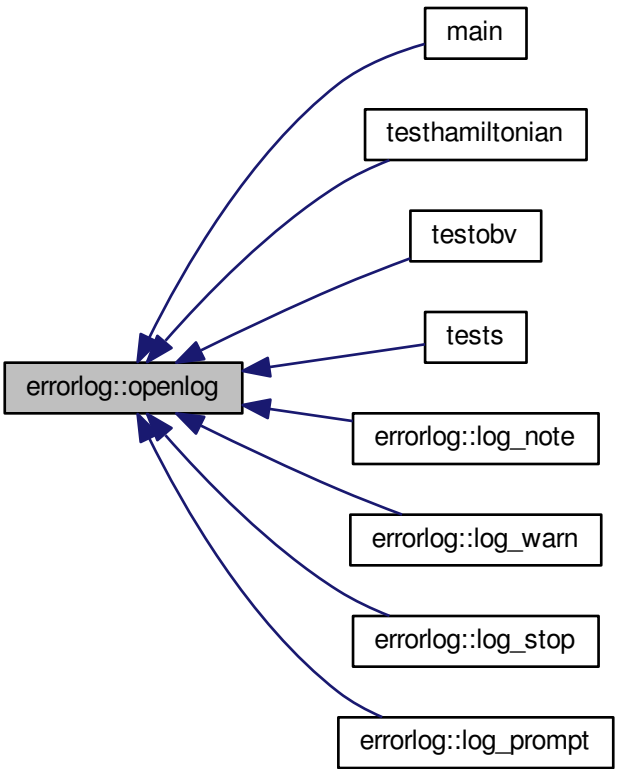 main
testhamiltonian
testobv
tests
errorlog::openlog
errorlog::log_note
errorlog::log_warn
errorlog::log_stop
errorlog::log_prompt